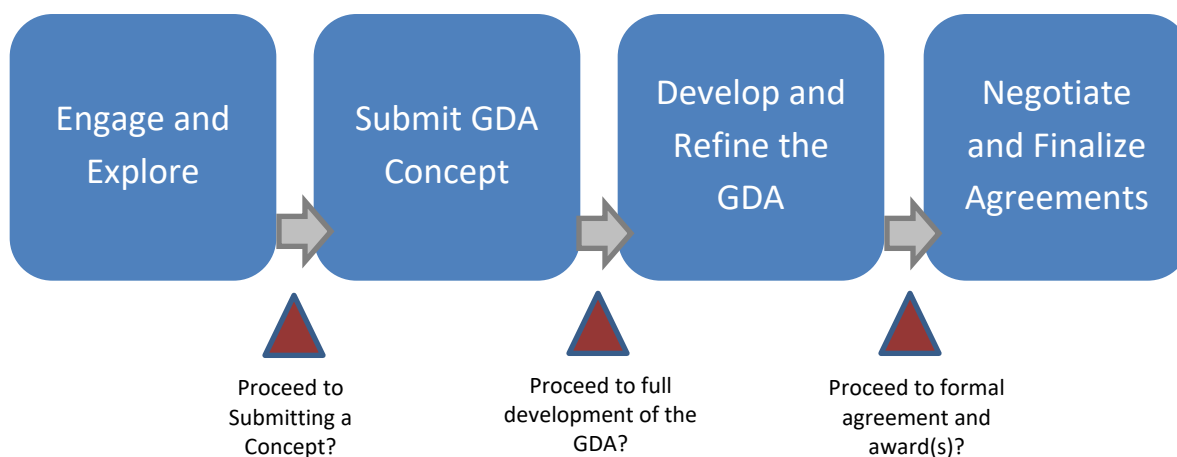 Engage and
Explore
Submit GDA
Concept
Develop and
Refine the
GDA
Negotiate
and Finalize
Agreements
Proceed to
Submitting a
Concept?
Proceed to full
development of the
GDA?
Proceed to formal
agreement and
award(s)?